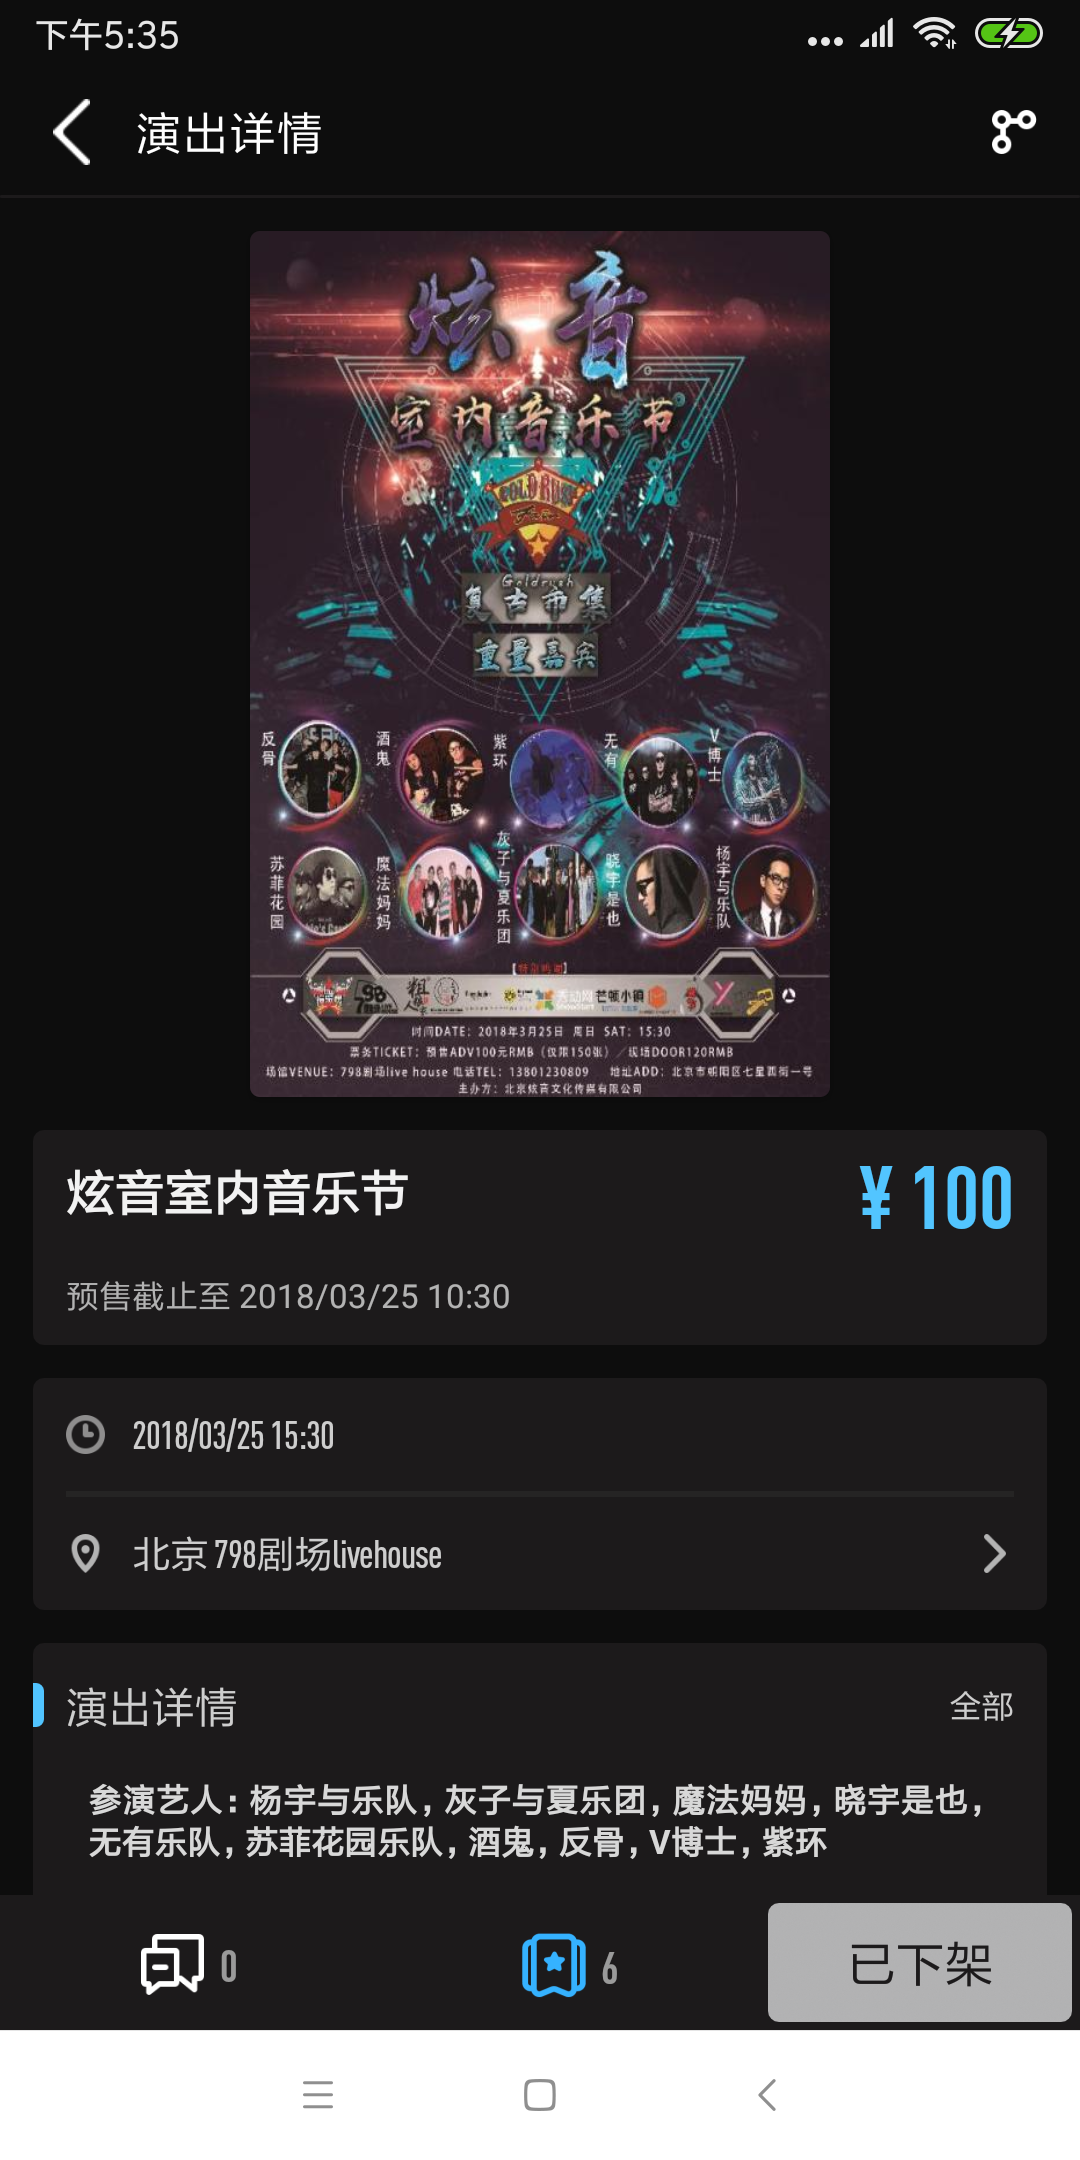 下午5:35
演出详情
炫音
室内音乐节
GOLD RUSH
Goldrush
复古市集
重量嘉宾
反骨
酒鬼
紫环
无有
V博士
苏菲花园
魔法妈妈
灰子与夏乐团
晓宇是也
杨宇与乐队
【特别鸣谢】
芒顿小镇
时间DATE：2018年3月25日 周日 SAT：15:30
票务TICKET：预售ADV100元RMB（仅限150张）／现场DOOR120RMB
场馆VENUE：798剧场live house 电话TEL：13801230809 地址ADD：北京市朝阳区七星西街一号
主办方：北京炫音文化传媒有限公司
炫音室内音乐节
¥ 100
预售截止至 2018/03/25 10:30
2018/03/25 15:30
北京 798剧场livehouse
演出详情
全部
参演艺人：杨宇与乐队，灰子与夏乐团，魔法妈妈，晓宇是也，
无有乐队，苏菲花园乐队，酒鬼，反骨，V博士，紫环
0
6
已下架